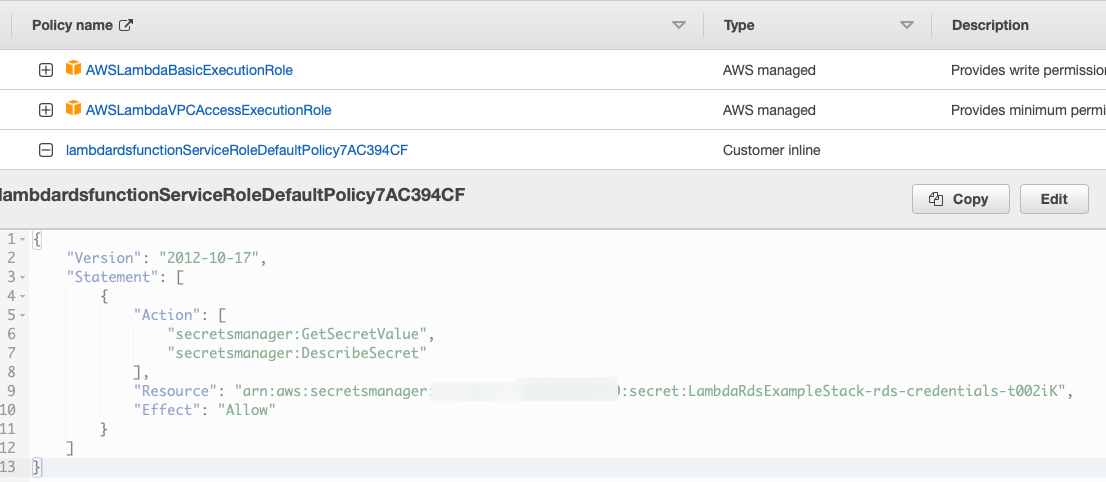 Policy name Type Description
AWSLambdaBasicExecutionRole AWS managed Provides write permissio
AWSLambdaVPCAccessExecutionRole AWS managed Provides minimum permi
lambdardsfunctionServiceRoleDefaultPolicy7AC394CF Customer inline
lambdardsfunctionServiceRoleDefaultPolicy7AC394CF Copy Edit
1 {
2 "Version": "2012-10-17",
3 "Statement": [
4 {
5 "Action": [
6 "secretsmanager:GetSecretValue",
7 "secretsmanager:DescribeSecret"
8 ],
9 "Resource": "arn:aws:secretsmanager: :secret:LambdaRdsExampleStack-rds-credentials-t002iK",
10 "Effect": "Allow"
11 }
12 ]
13 }